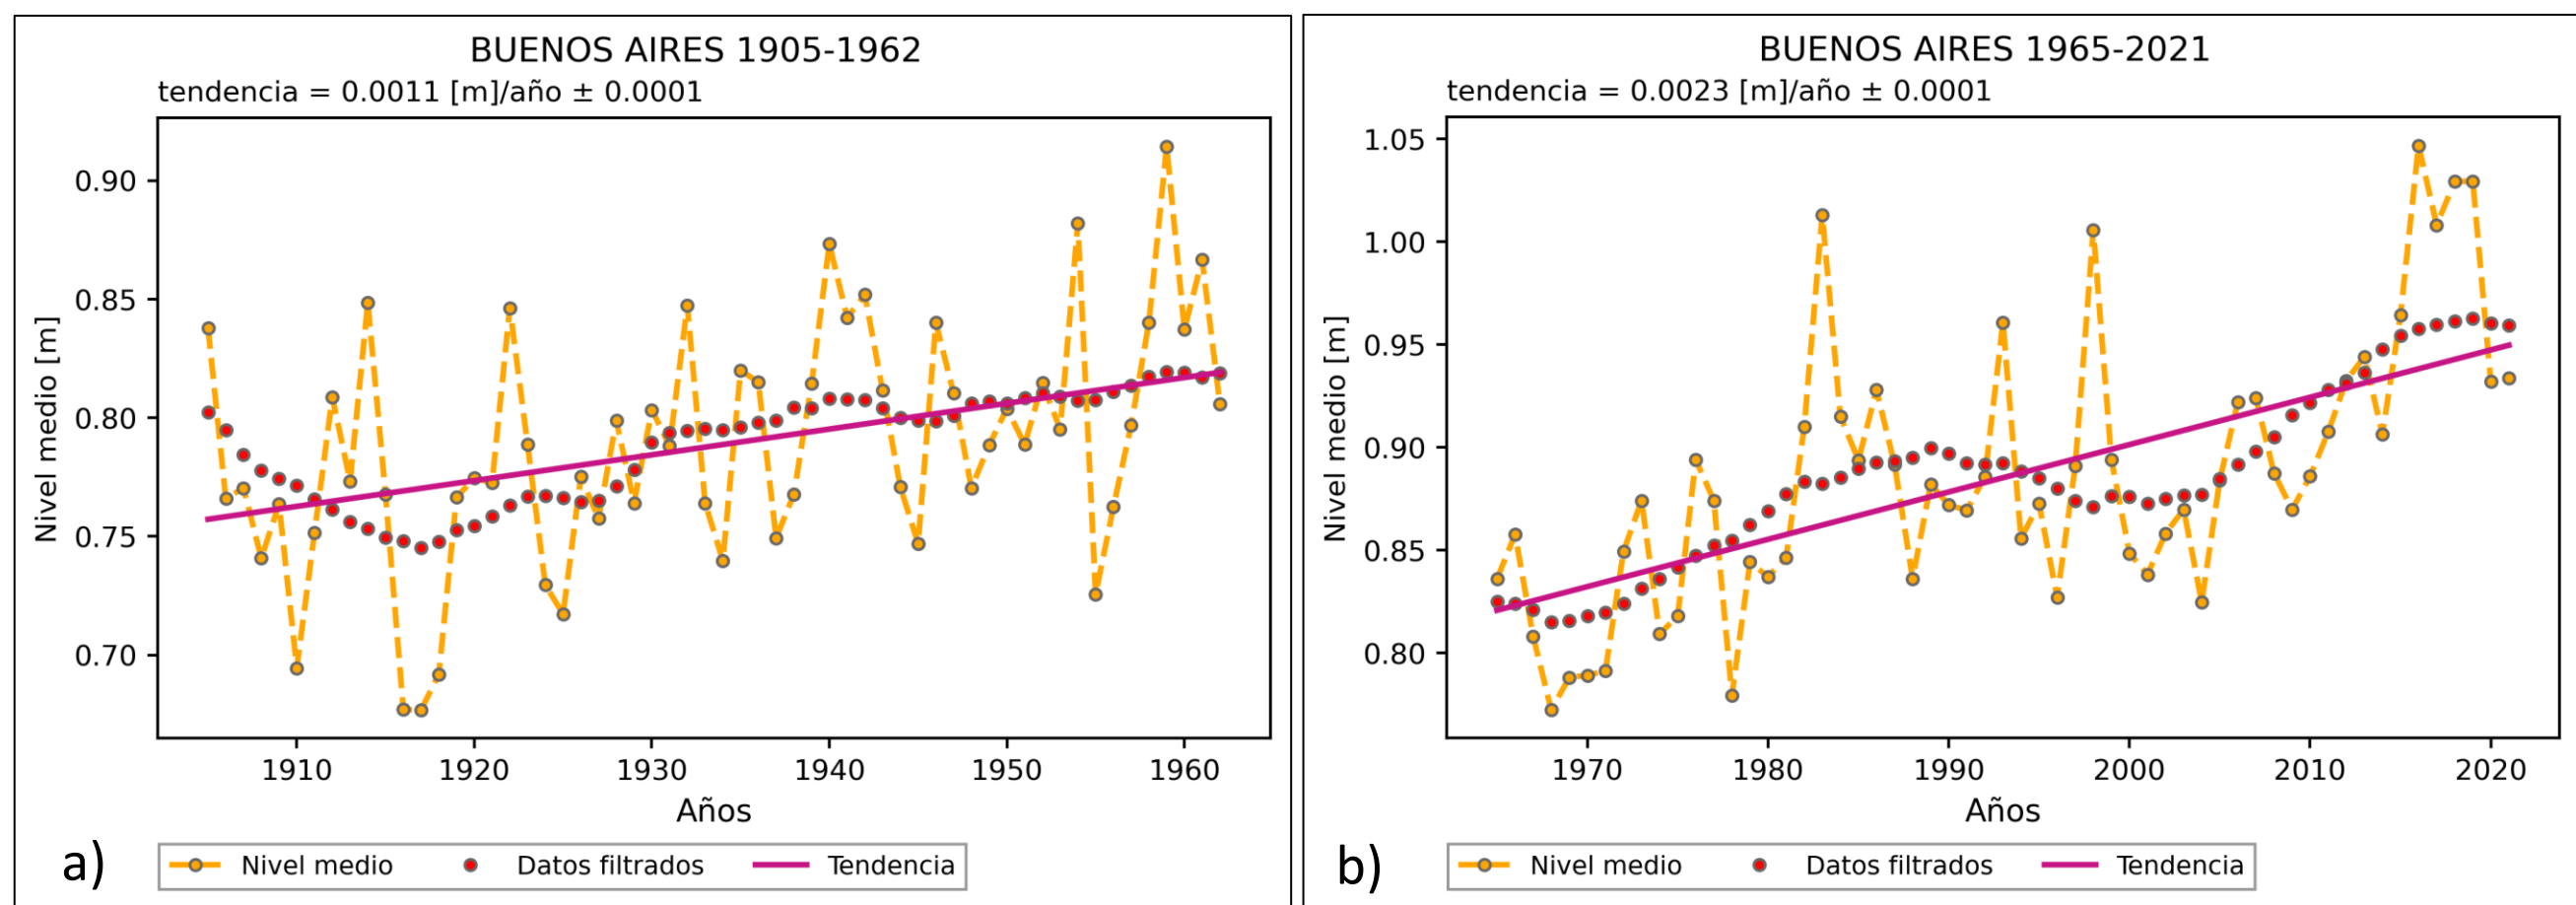 BUENOS AIRES 1905-1962
tendencia = 0.0011 [m]/año ± 0.0001
Nivel medio [m]
0.90
0.85
0.80
0.75
0.70
1910 1920 1930 1940 1950 1960
Años
a)
Nivel medio Datos filtrados Tendencia
BUENOS AIRES 1965-2021
tendencia = 0.0023 [m]/año ± 0.0001
Nivel medio [m]
1.05
1.00
0.95
0.90
0.85
0.80
1970 1980 1990 2000 2010 2020
Años
b)
Nivel medio Datos filtrados Tendencia